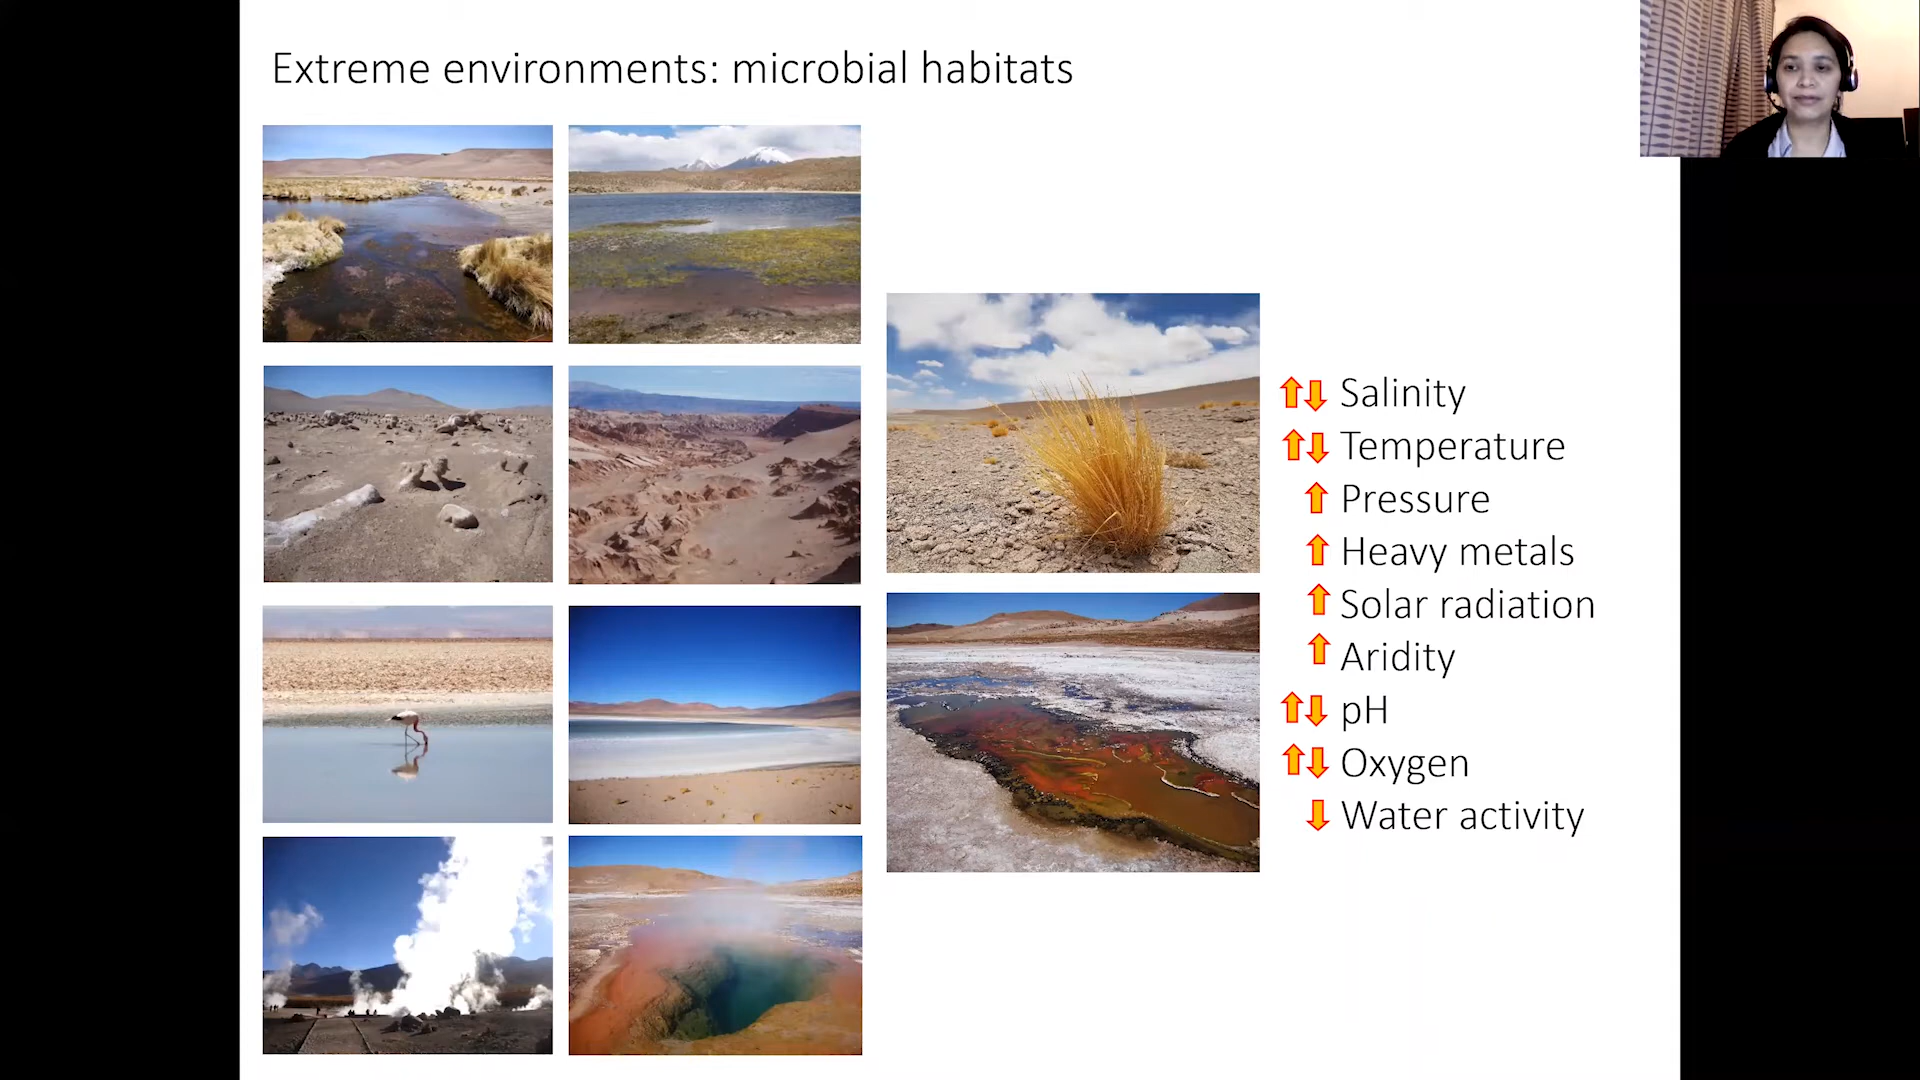 Extreme environments: microbial habitats
Salinity
Temperature
Pressure
Heavy metals
Solar radiation
Aridity
pH
Oxygen
Water activity